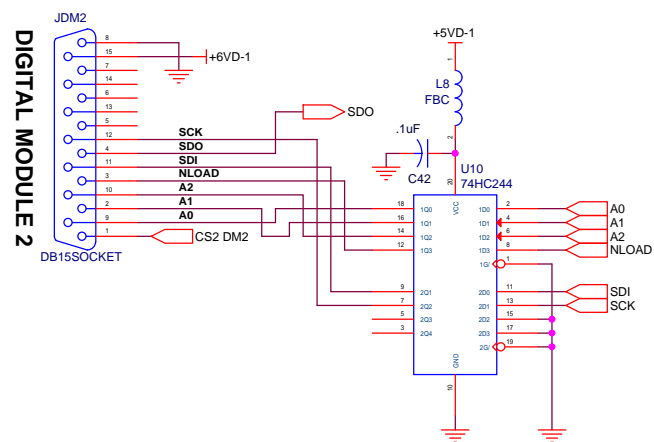 JDM2
DIGITAL MODULE 2
8
15
+6VD-1
7
14
6
13
5
12
SCK
4
SDO
11
SDI
3
NLOAD
10
A2
2
A1
9
A0
1
CS2 DM2
DB15SOCKET
SDO
+5VD-1
1
L8
FBC
2
.1uF
C42
U10
74HC244
20
VCC
18 1Q0 1D0 2 A0
16 1Q1 1D1 4 A1
14 1Q2 1D2 6 A2
12 1Q3 1D3 8 NLOAD
1G/ 1
9 2Q1 2D0 11 SDI
7 2Q2 2D1 13 SCK
5 2Q3 2D2 15
3 2Q4 2D3 17
2G/ 19
GND
10